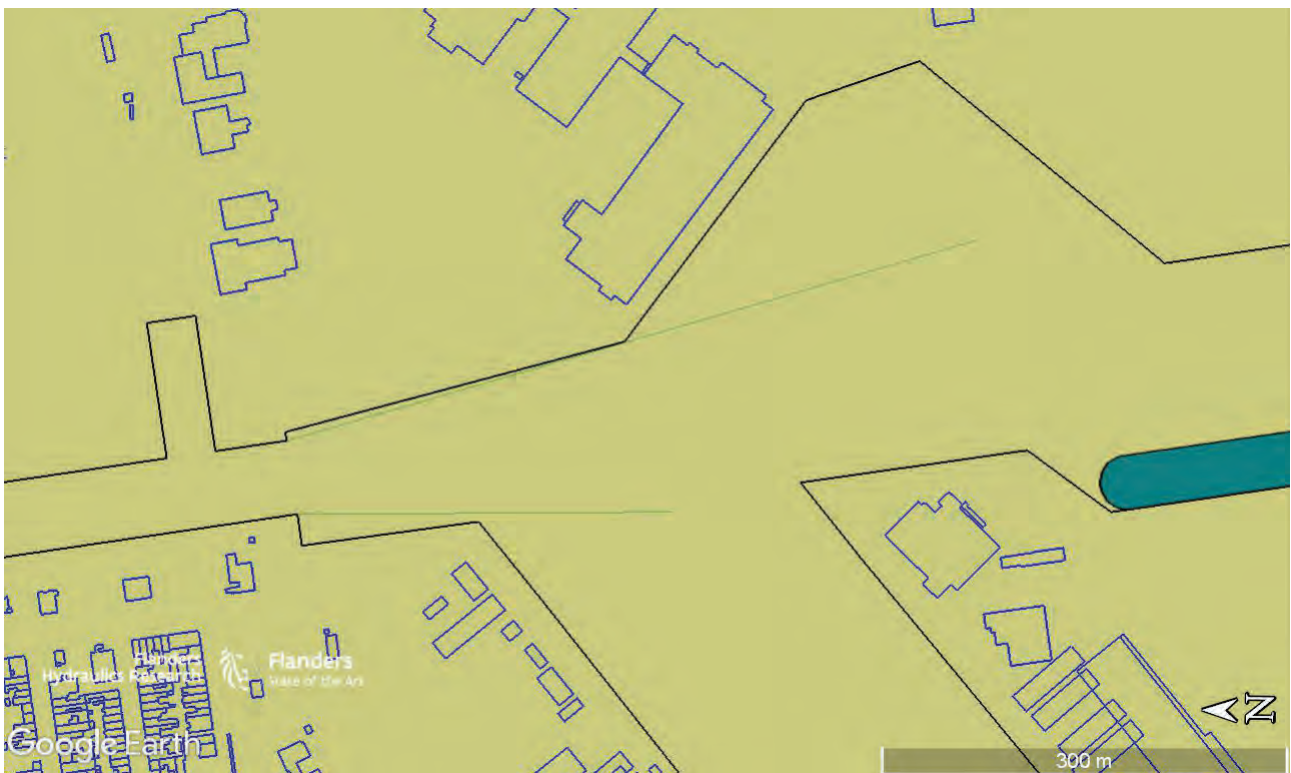 Flanders
Hydraulics Research
Flanders
State of the Art
Google Earth
N
300 m